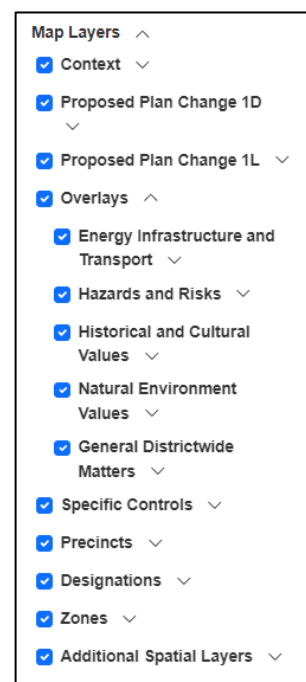 Map Layers
Context
Proposed Plan Change 1D
Proposed Plan Change 1L
Overlays
Energy Infrastructure and
Transport
Hazards and Risks
Historical and Cultural
Values
Natural Environment
Values
General Districtwide
Matters
Specific Controls
Precincts
Designations
Zones
Additional Spatial Layers